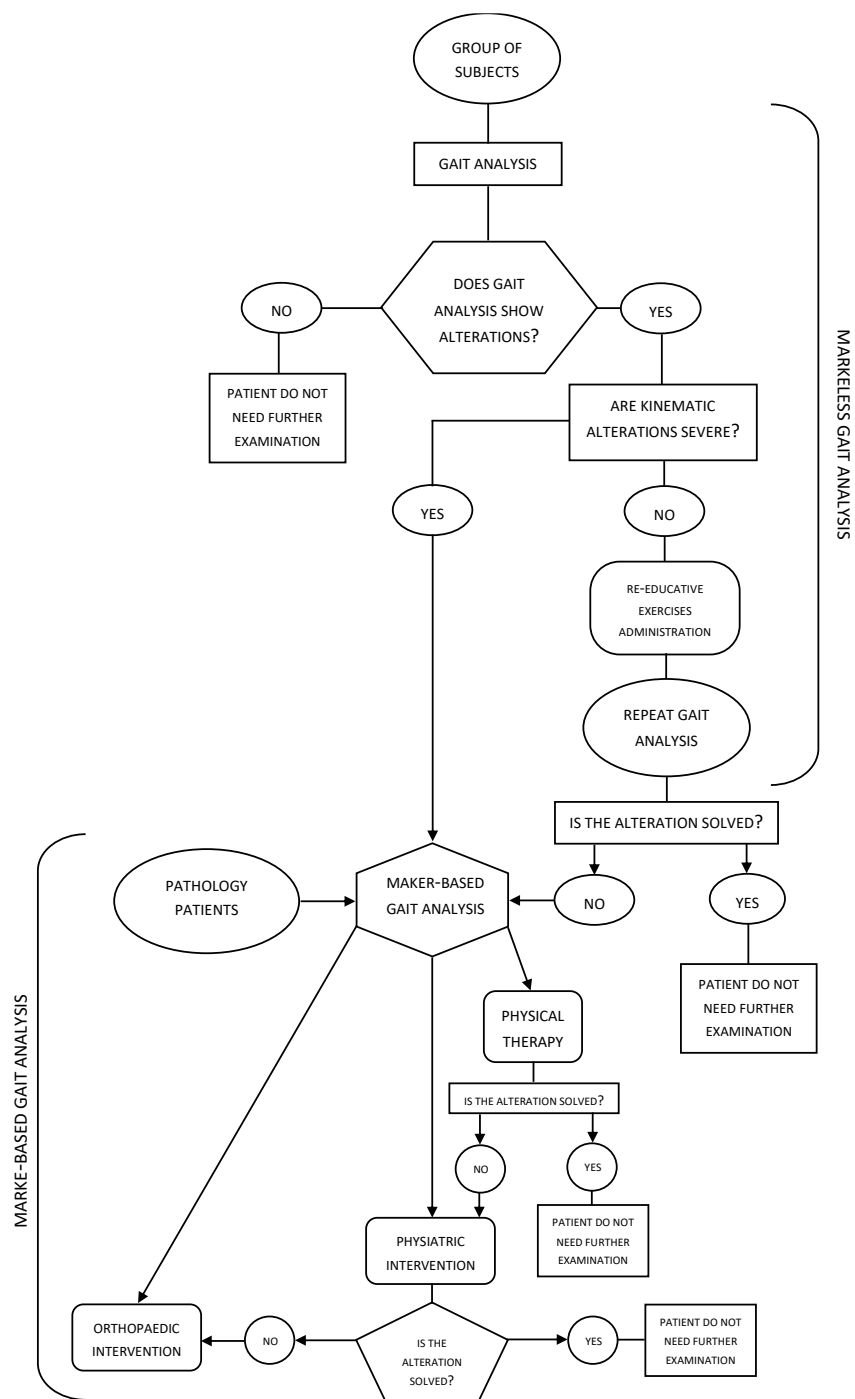 GROUP OF
SUBJECTS
GAIT ANALYSIS
DOES GAIT
ANALYSIS SHOW
ALTERATIONS?
NO
YES
PATIENT DO NOT
NEED FURTHER
EXAMINATION
ARE KINEMATIC
ALTERATIONS SEVERE?
YES
NO
RE-EDUCATIVE
EXERCISES
ADMINISTRATION
REPEAT GAIT
ANALYSIS
MARKELESS GAIT ANALYSIS
IS THE ALTERATION SOLVED?
PATHOLOGY
PATIENTS
MAKER-BASED
GAIT ANALYSIS
NO
YES
PATIENT DO NOT
NEED FURTHER
EXAMINATION
PHYSICAL
THERAPY
IS THE ALTERATION SOLVED?
NO
YES
PATIENT DO NOT
NEED FURTHER
EXAMINATION
PHYSIATRIC
INTERVENTION
ORTHOPAEDIC
INTERVENTION
NO
IS THE
ALTERATION
SOLVED?
YES
PATIENT DO NOT
NEED FURTHER
EXAMINATION
MARKE-BASED GAIT ANALYSIS